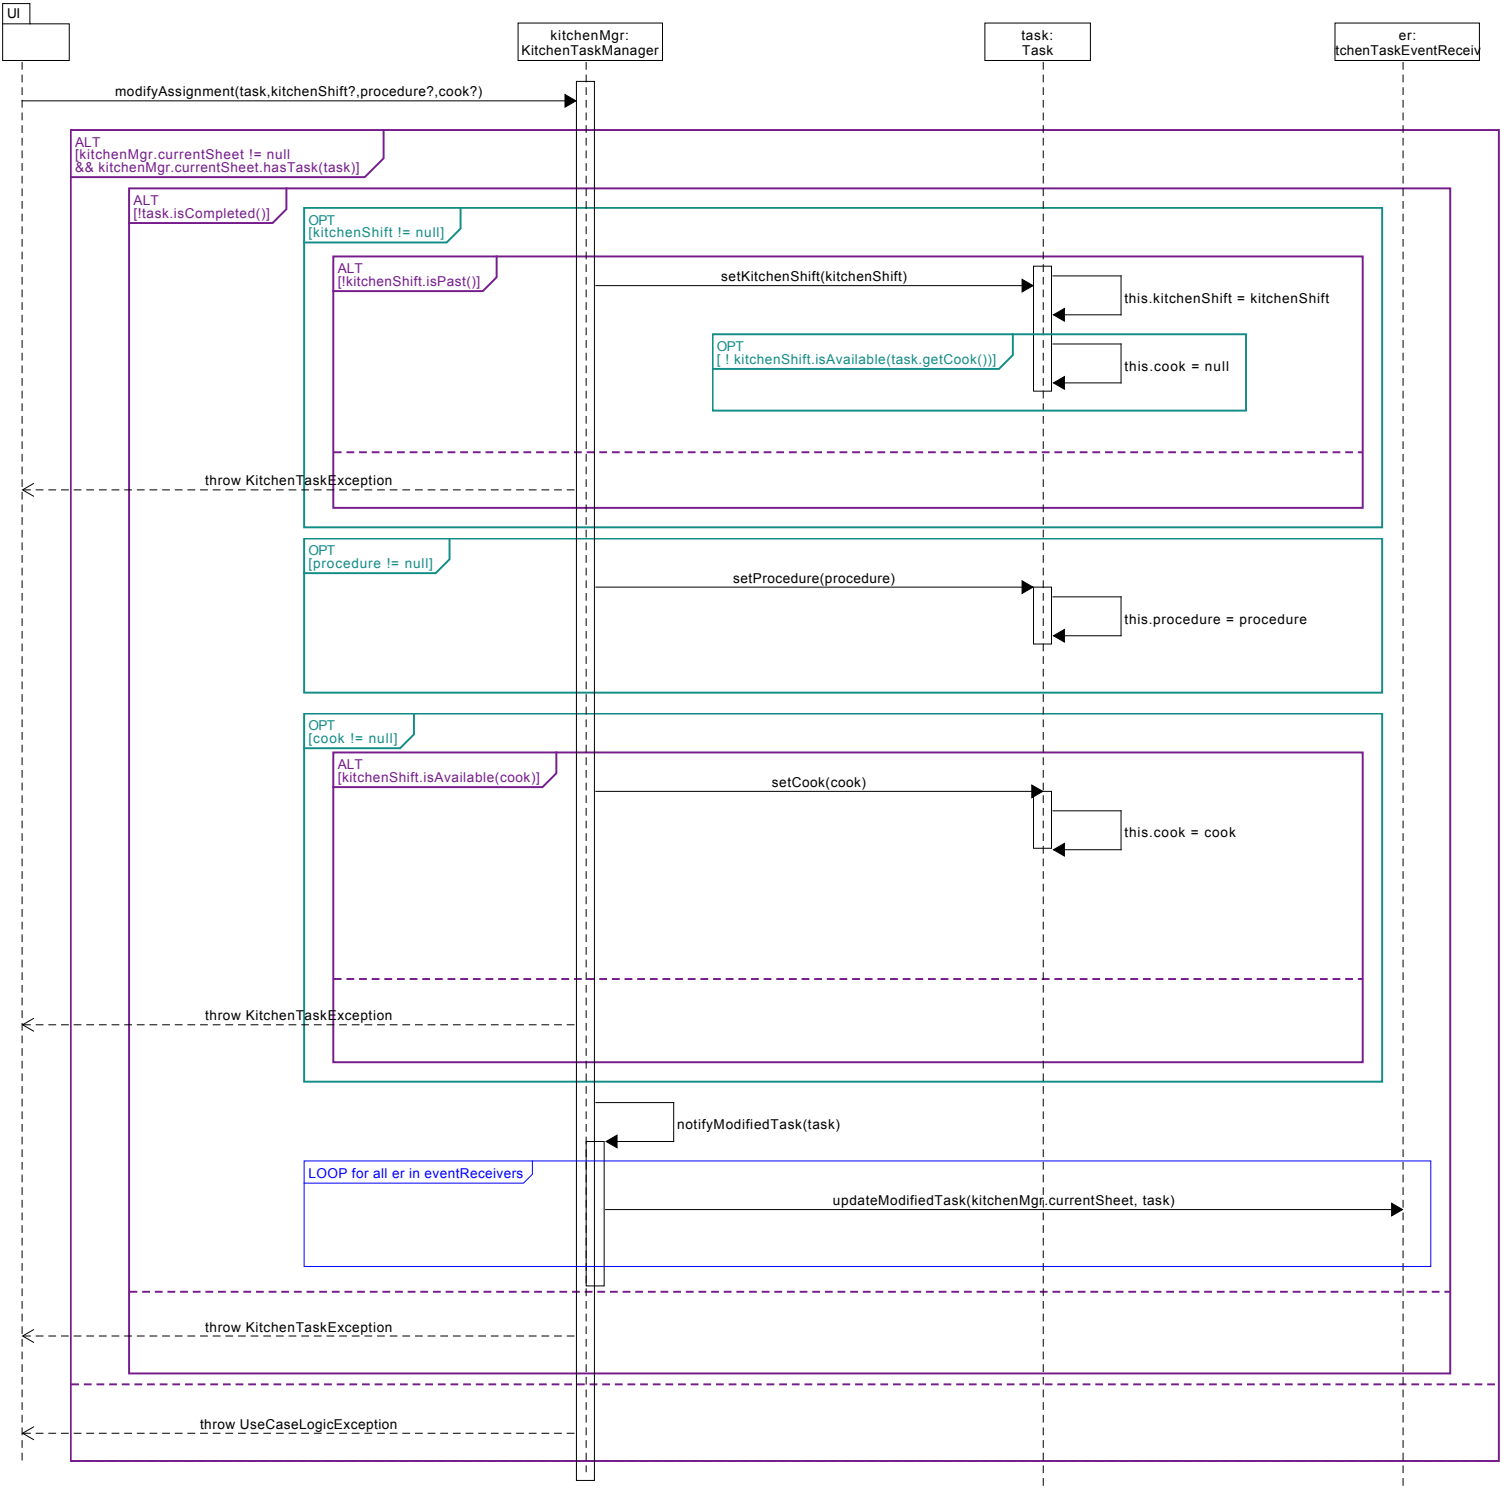 UI
kitchenMgr:
KitchenTaskManager
task:
Task
er:
tchenTaskEventReceiv
modifyAssignment(task,kitchenShift?,procedure?,cook?)
ALT
[kitchenMgr.currentSheet != null
&& kitchenMgr.currentSheet.hasTask(task)]
ALT
[!task.isCompleted()]
OPT
[kitchenShift != null]
ALT
[!kitchenShift.isPast()]
setKitchenShift(kitchenShift)
this.kitchenShift = kitchenShift
OPT
[ ! kitchenShift.isAvailable(task.getCook())]
this.cook = null
throw KitchenTaskException
OPT
[procedure != null]
setProcedure(procedure)
this.procedure = procedure
OPT
[cook != null]
ALT
[kitchenShift.isAvailable(cook)]
setCook(cook)
this.cook = cook
throw KitchenTaskException
notifyModifiedTask(task)
LOOP for all er in eventReceivers
updateModifiedTask(kitchenMgr.currentSheet, task)
throw KitchenTaskException
throw UseCaseLogicException